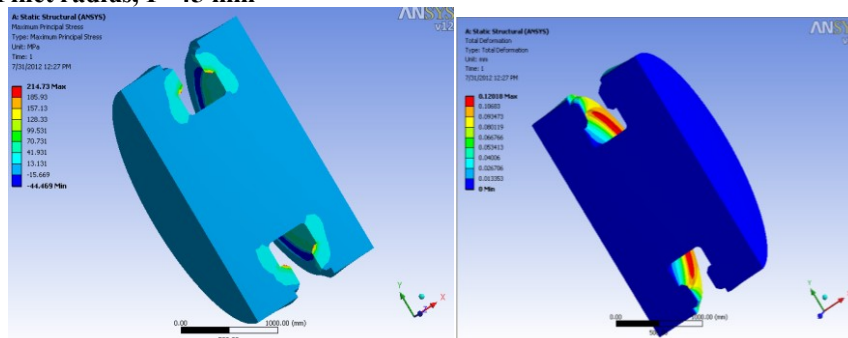 Fillet radius, r= 45 mm
A: Static Structural (ANSYS)
Maximum Principal Stress
Type: Maximum Principal Stress
Unit: MPa
Time: 1
7/31/2012 12:27 PM
214.73 Max
185.93
157.13
128.33
99.531
70.731
41.931
13.131
-15.669
-44.469 Min
ANSYS
v12
Y
X
Z
0.00
1000.00 (mm)
A: Static Structural (ANSYS)
Total Deformation
Type: Total Deformation
Unit: mm
Time: 1
7/31/2012 12:27 PM
0.12018 Max
0.10683
0.093473
0.080119
0.066766
0.053413
0.04006
0.026706
0.013353
0 Min
ANSYS
v12
Y
X
0.00
1000.00 (mm)